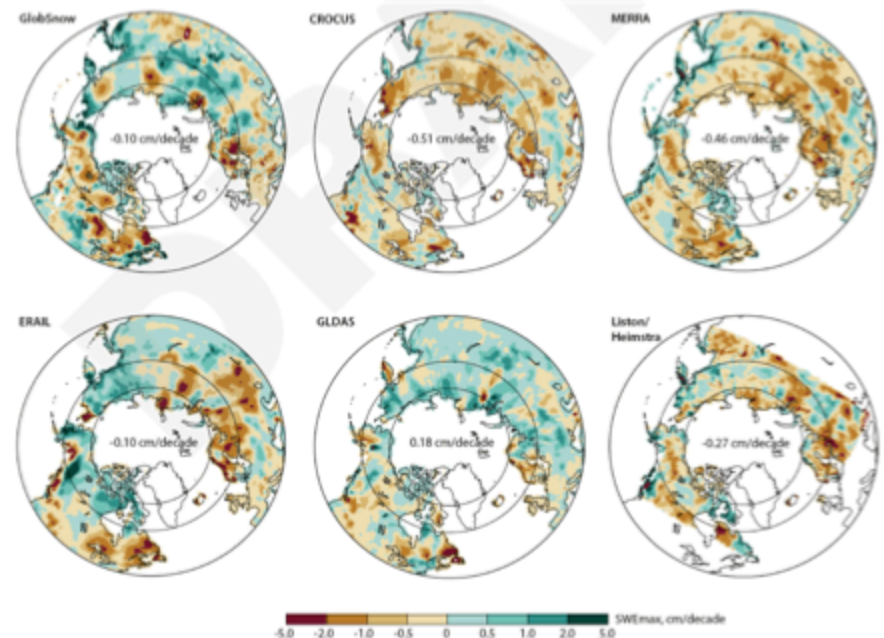 GlobSnow
CROCUS
MERRA
-0.10 cm/decade
-0.51 cm/decade
-0.46 cm/decade
ERAIL
GLDAS
Liston/
Heimstra
-0.10 cm/decade
0.18 cm/decade
-0.27 cm/decade
SWEmax, cm/decade
-5.0 -2.0 -1.0 -0.5 0 0.5 1.0 2.0 5.0